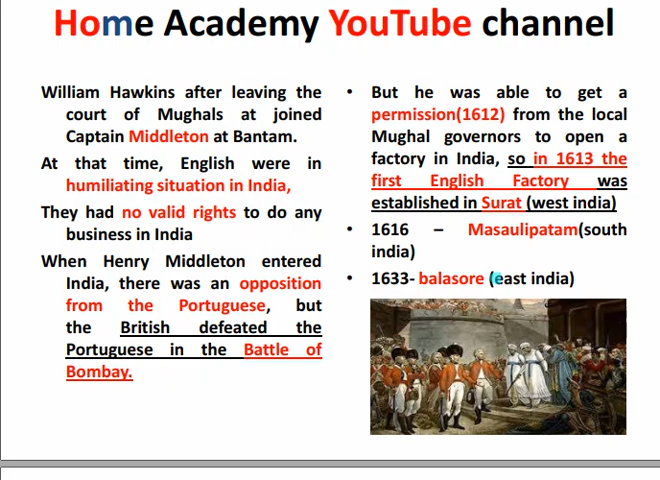 Home Academy YouTube channel
William Hawkins after leaving the
court of Mughals at joined
Captain Middleton at Bantam.
At that time, English were in
humiliating situation in India,
They had no valid rights to do any
business in India
When Henry Middleton entered
India, there was an opposition
from the Portuguese, but
the British defeated the
Portuguese in the Battle of
Bombay.
• But he was able to get a
permission(1612) from the local
Mughal governors to open a
factory in India, so in 1613 the
first English Factory was
established in Surat (west india)
• 1616 – Masaulipatam(south
india)
• 1633- balasore (east india)